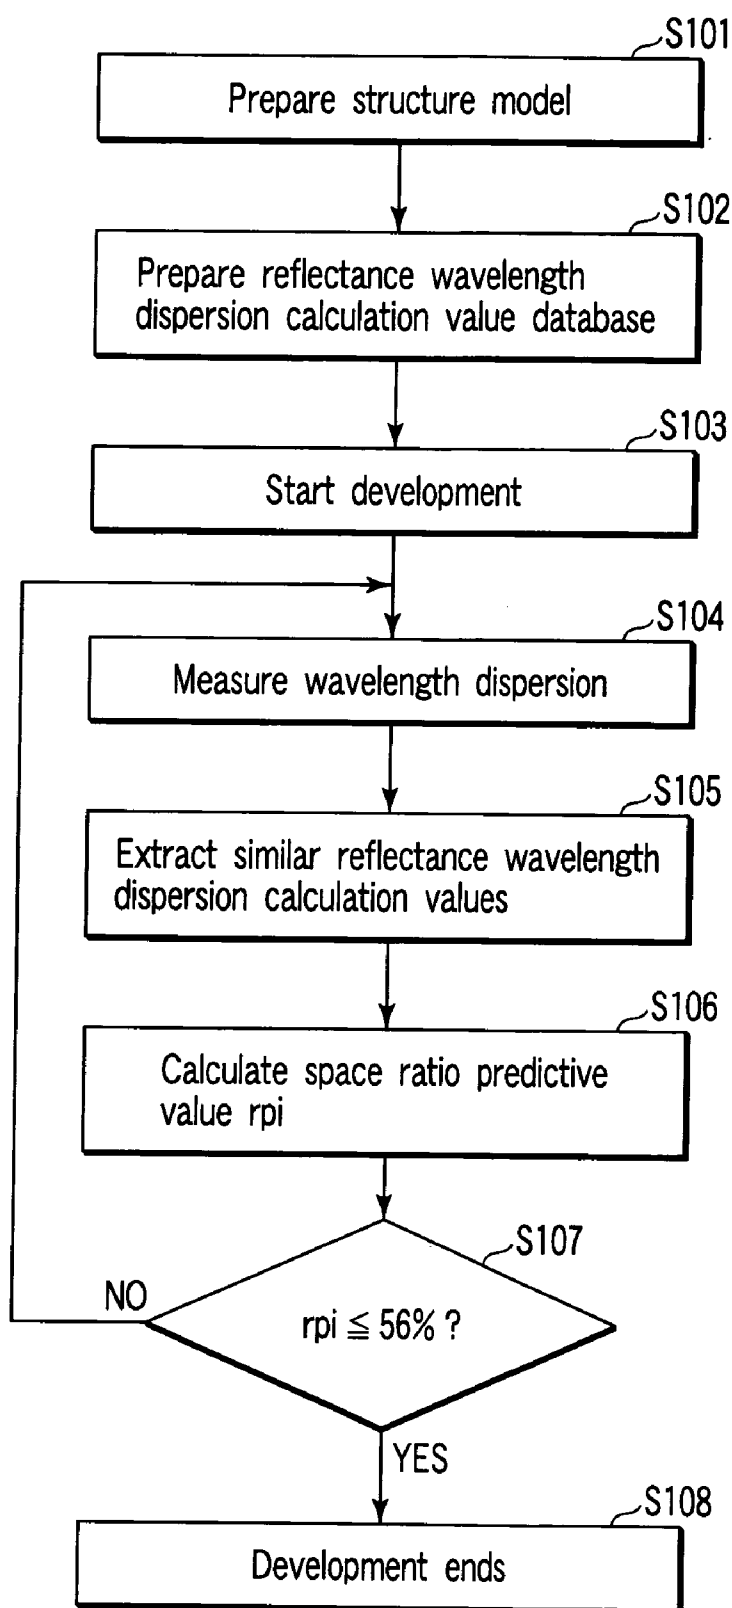 S101
Prepare structure model
S102
Prepare reflectance wavelength
dispersion calculation value database
S103
Start development
S104
Measure wavelength dispersion
S105
Extract similar reflectance wavelength
dispersion calculation values
S106
Calculate space ratio predictive
value rpi
S107
NO
rpi ≦ 56% ?
YES
S108
Development ends